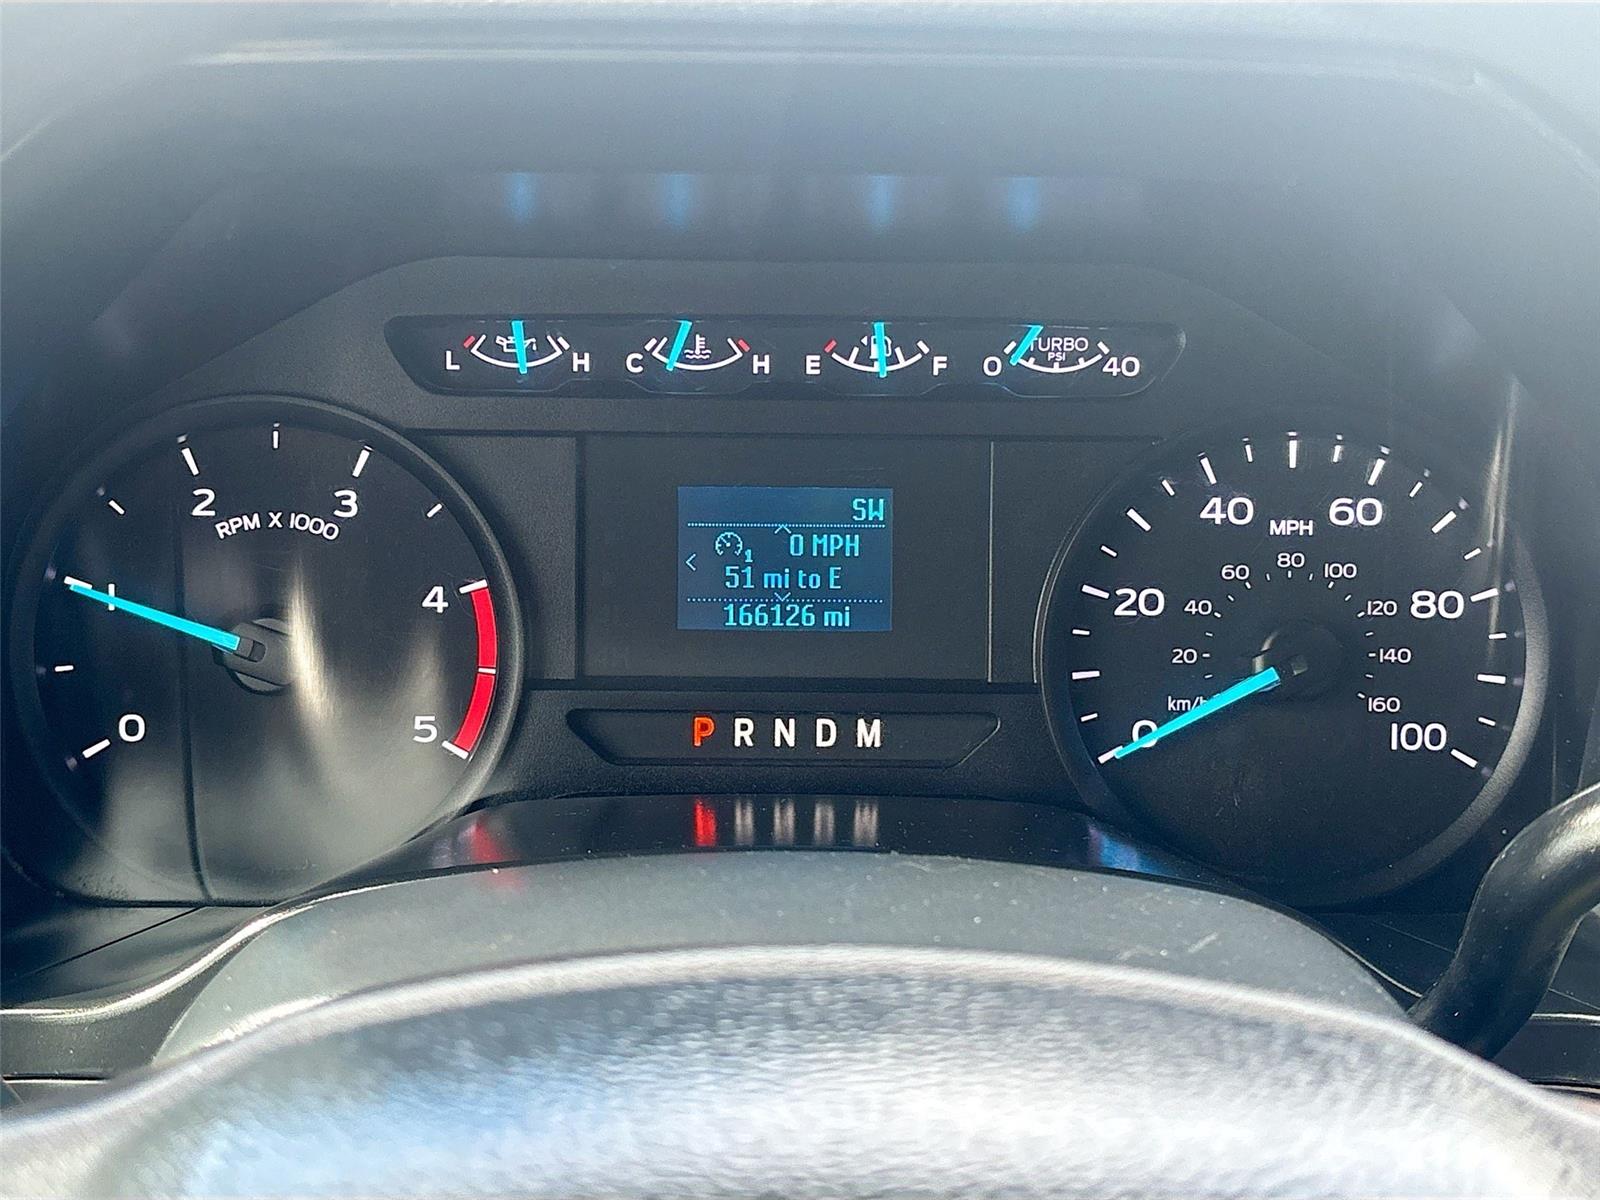 L H C H E F 0 TURBO PSI 40
2 3
RPM X 1000
1 4
0 5
SW
1 0 MPH
51 mi to E
166126 mi
P R N D M
40 60
MPH
20 80
0 100
60 80 100
40 120
20 140
km/h 160